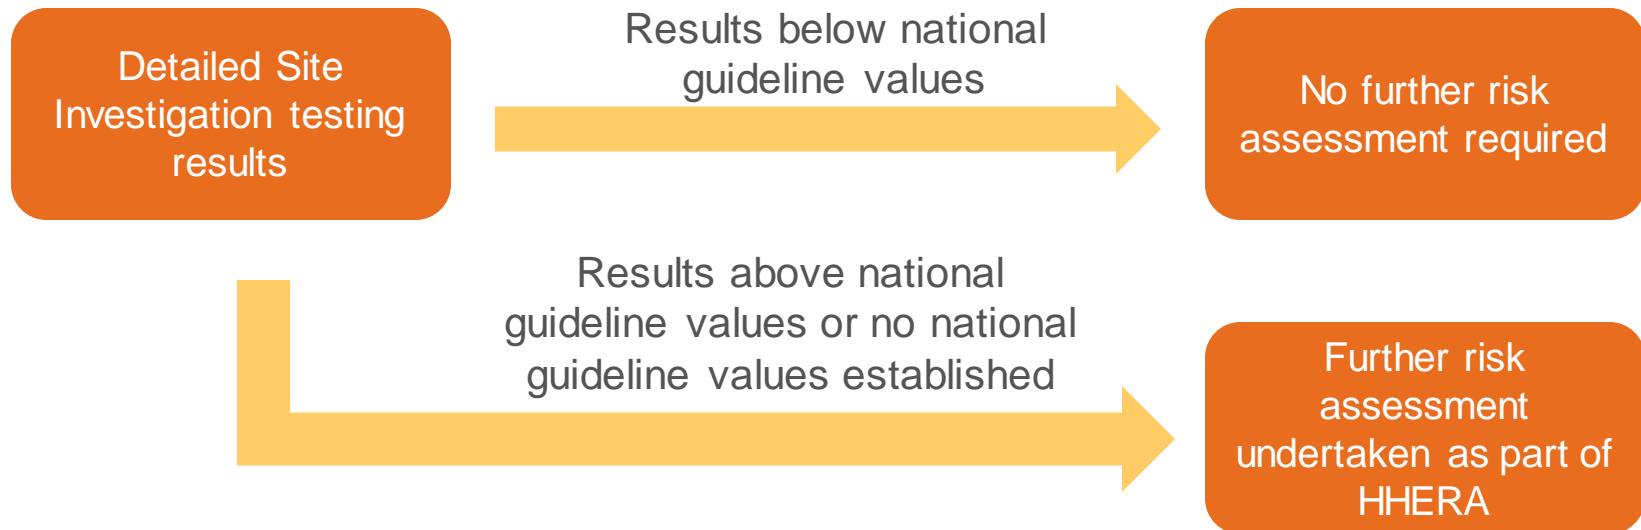 Detailed Site
Investigation testing
results
Results below national
guideline values
No further risk
assessment required
Results above national
guideline values or no national
guideline values established
Further risk
assessment
undertaken as part of
HHERA